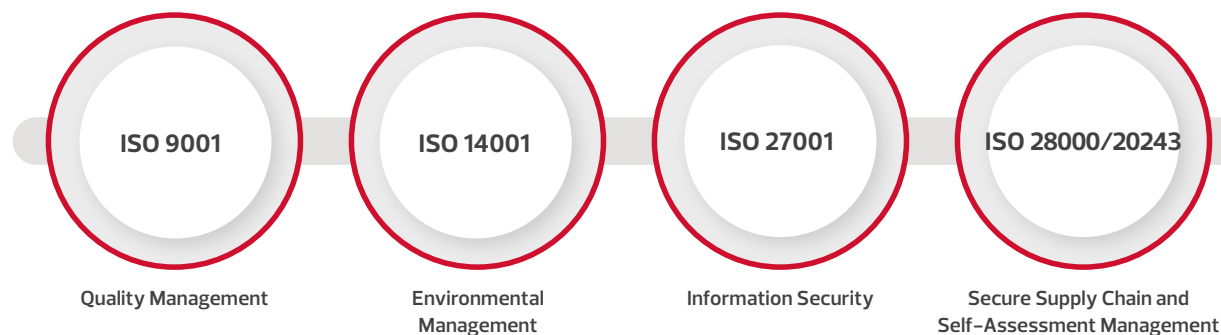 ISO 9001
ISO 14001
ISO 27001
ISO 28000/20243
Quality Management
Environmental
Management
Information Security
Secure Supply Chain and
Self-Assessment Management